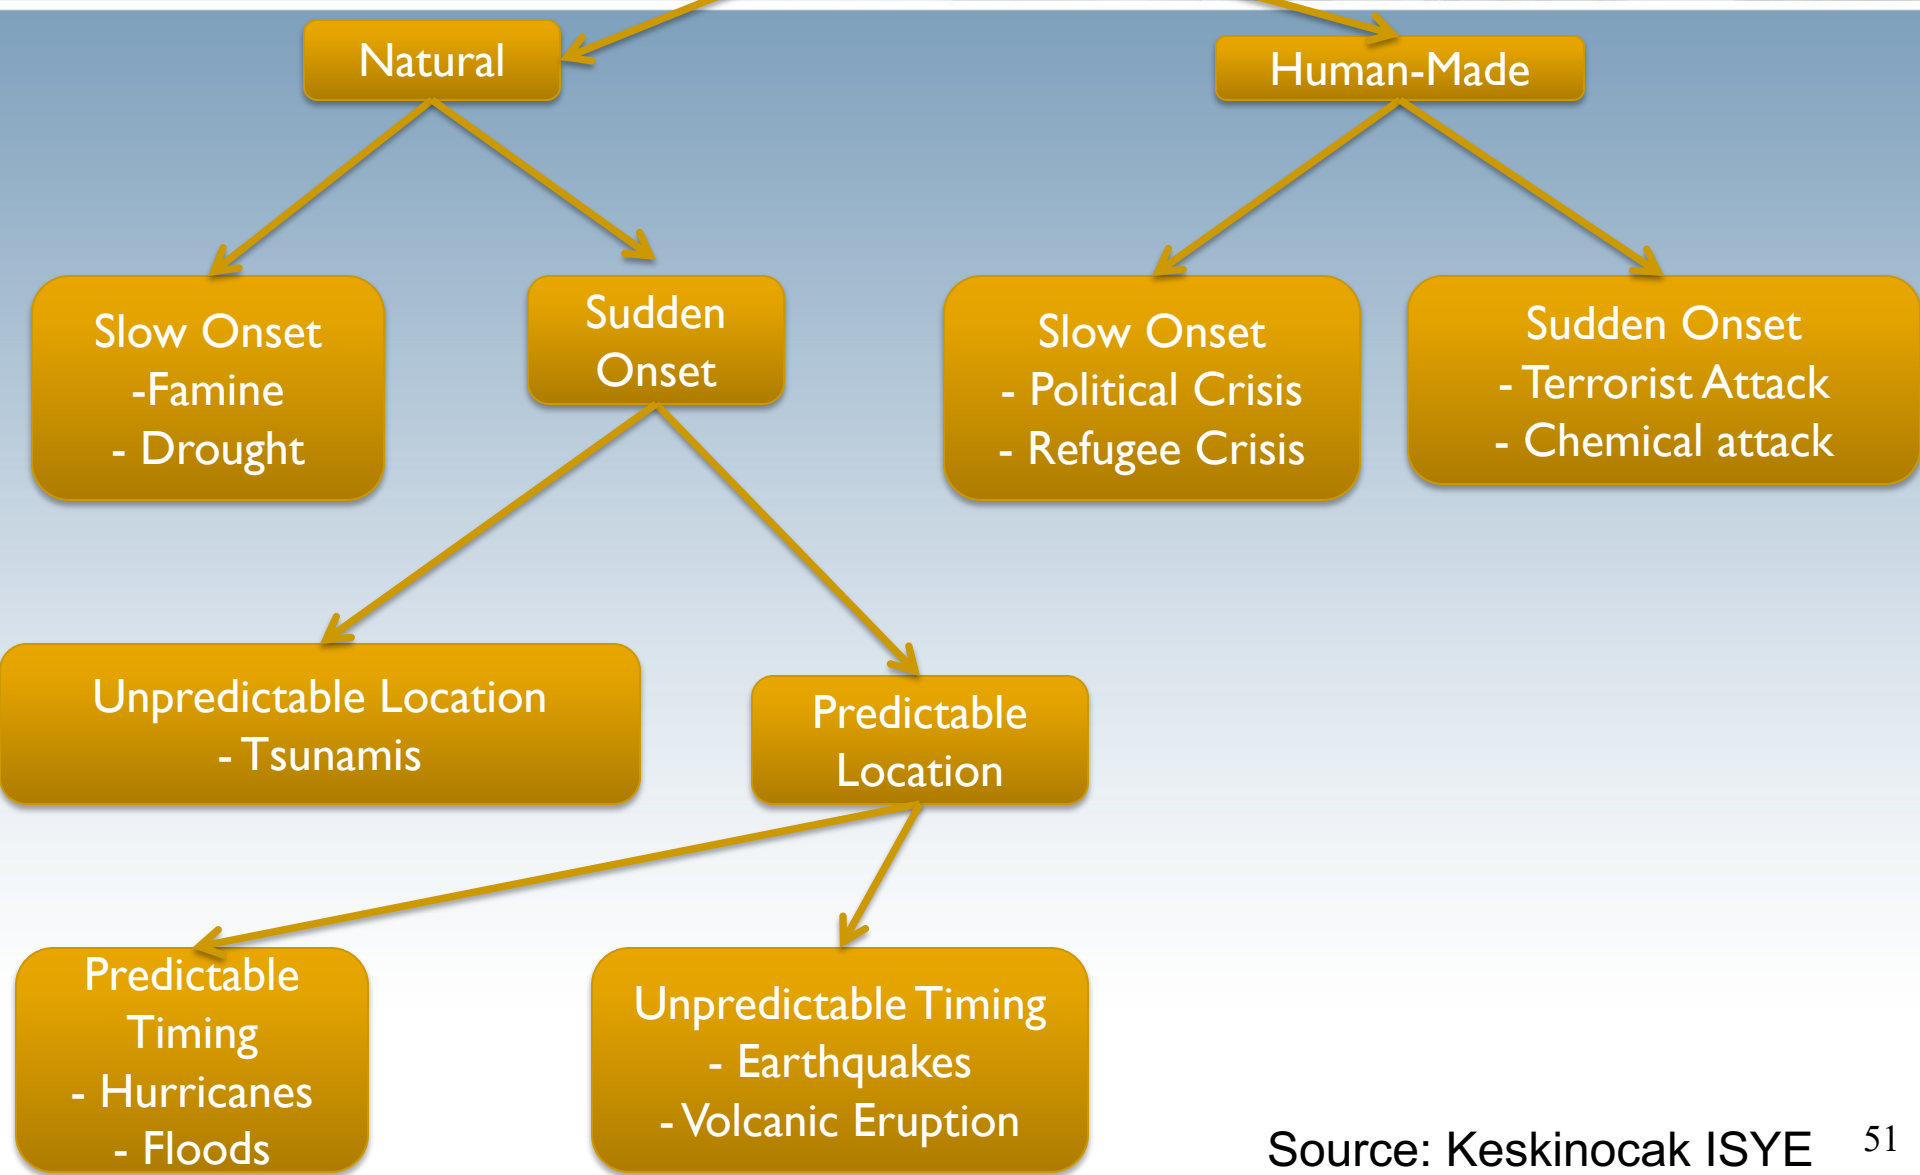 Natural
Human-Made
Slow Onset
-Famine
- Drought
Sudden
Onset
Slow Onset
- Political Crisis
- Refugee Crisis
Sudden Onset
- Terrorist Attack
- Chemical attack
Unpredictable Location
- Tsunamis
Predictable
Location
Predictable
Timing
- Hurricanes
- Floods
Unpredictable Timing
- Earthquakes
- Volcanic Eruption
Source: Keskinocak ISYE
51